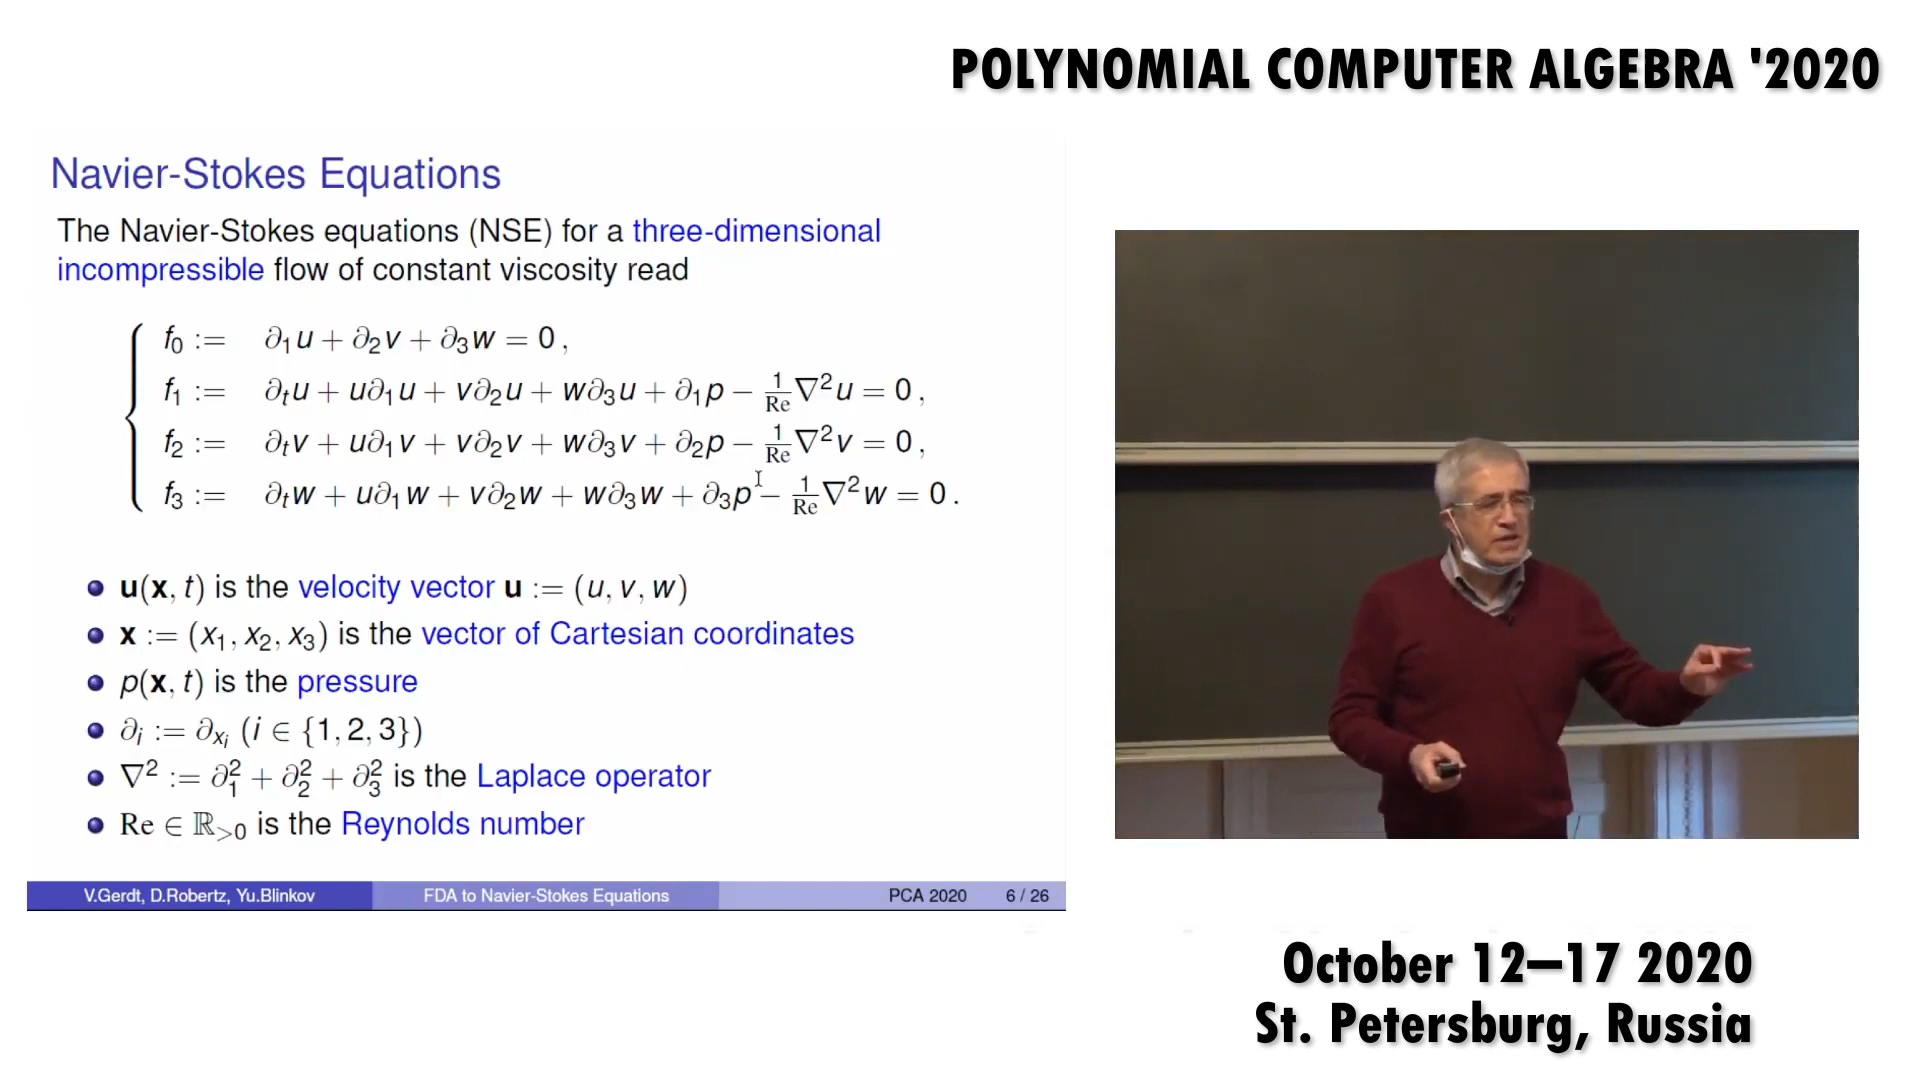 POLYNOMIAL COMPUTER ALGEBRA '2020
Navier-Stokes Equations
The Navier-Stokes equations (NSE) for a three-dimensional
incompressible flow of constant viscosity read
f₀ := ∂₁u + ∂₂v + ∂₃w = 0 ,
f₁ := ∂ₜu + u∂₁u + v∂₂u + w∂₃u + ∂₁p − 1/Re ∇²u = 0 ,
f₂ := ∂ₜv + u∂₁v + v∂₂v + w∂₃v + ∂₂p − 1/Re ∇²v = 0 ,
f₃ := ∂ₜw + u∂₁w + v∂₂w + w∂₃w + ∂₃p − 1/Re ∇²w = 0 .
u(x, t) is the velocity vector u := (u, v, w)
x := (x₁, x₂, x₃) is the vector of Cartesian coordinates
p(x, t) is the pressure
∂ᵢ := ∂_{xᵢ} (i ∈ {1, 2, 3})
∇² := ∂₁² + ∂₂² + ∂₃² is the Laplace operator
Re ∈ ℝ_{>0} is the Reynolds number
V.Gerdt, D.Robertz, Yu.Blinkov FDA to Navier-Stokes Equations PCA 2020 6 / 26
October 12–17 2020
St. Petersburg, Russia